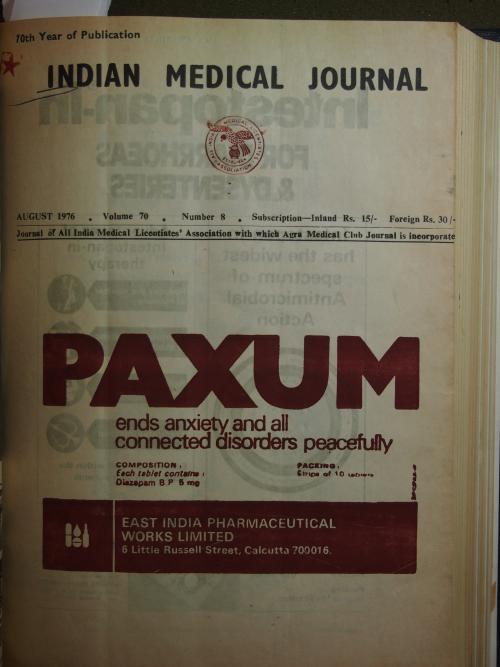 70th Year of Publication
INDIAN MEDICAL JOURNAL
AUGUST 1976 . Volume 70 . Number 8 . Subscription—Inland Rs. 15/- Foreign Rs. 30/-
Journal of All India Medical Licentiates' Association with which Agra Medical Club Journal is incorporate
PAXUM
ends anxiety and all
connected disorders peacefully
COMPOSITION :
Each tablet contains :
Diazepam B.P. 5 mg
PACKING :
Strips of 10 tablets
EAST INDIA PHARMACEUTICAL
WORKS LIMITED
6 Little Russell Street, Calcutta 700016.